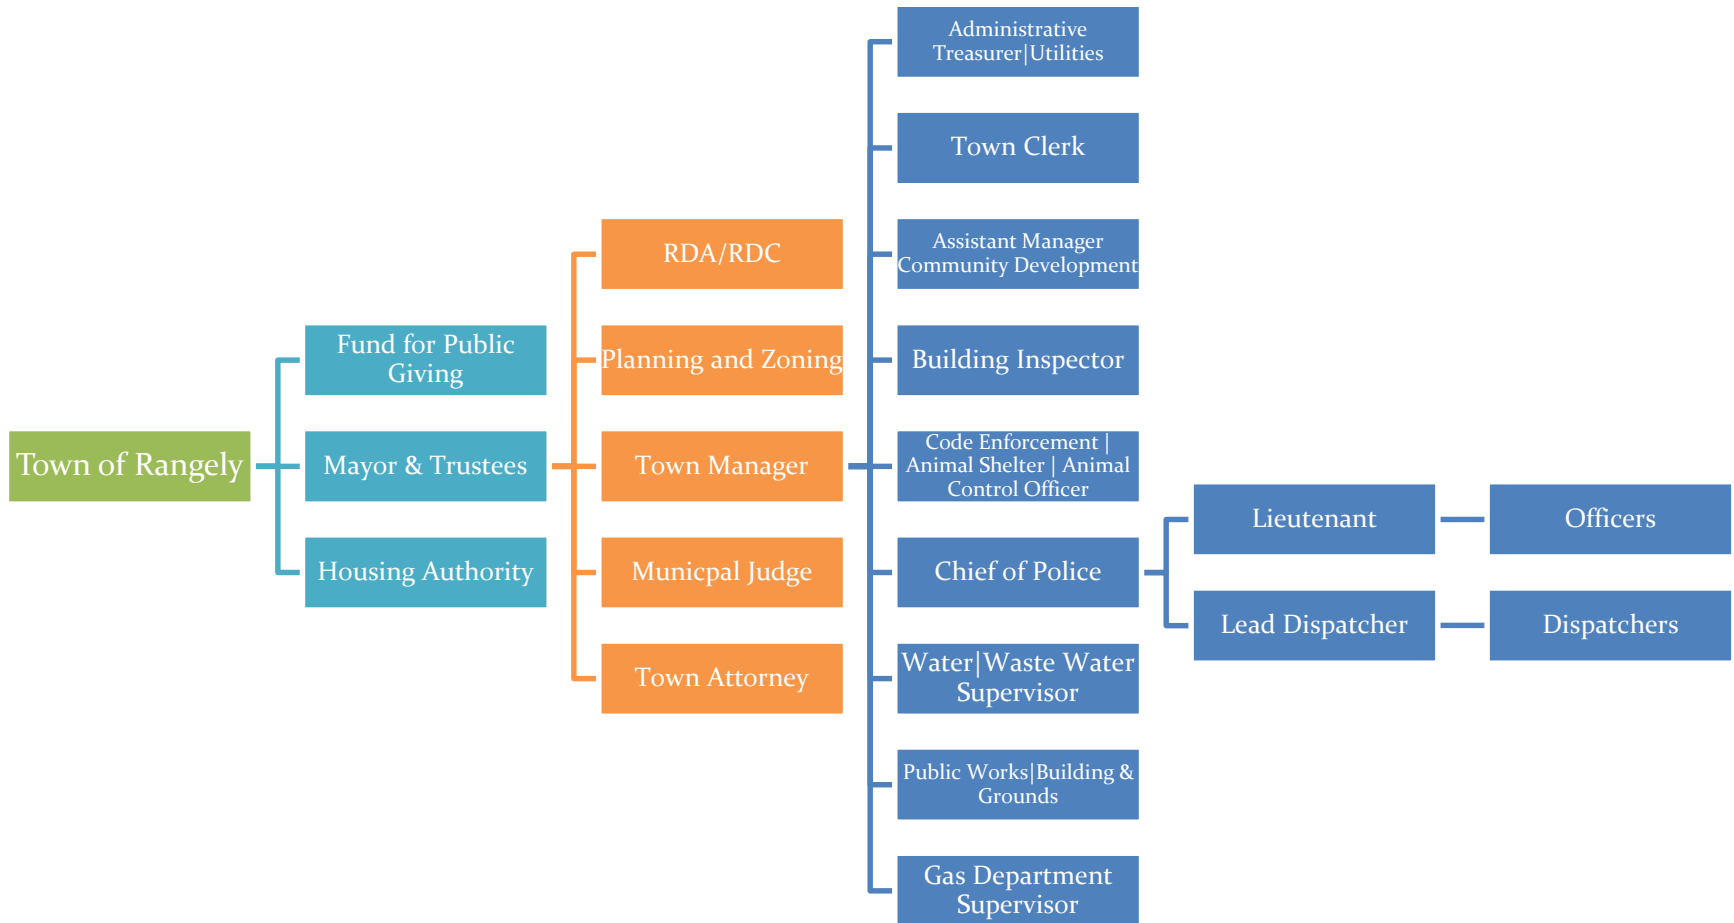 Town of Rangely
Fund for Public
Giving
Mayor & Trustees
Housing Authority
RDA/RDC
Planning and Zoning
Town Manager
Municpal Judge
Town Attorney
Administrative
Treasurer|Utilities
Town Clerk
Assistant Manager
Community Development
Building Inspector
Code Enforcement |
Animal Shelter | Animal
Control Officer
Chief of Police
Water|Waste Water
Supervisor
Public Works|Building &
Grounds
Gas Department
Supervisor
Lieutenant
Lead Dispatcher
Officers
Dispatchers